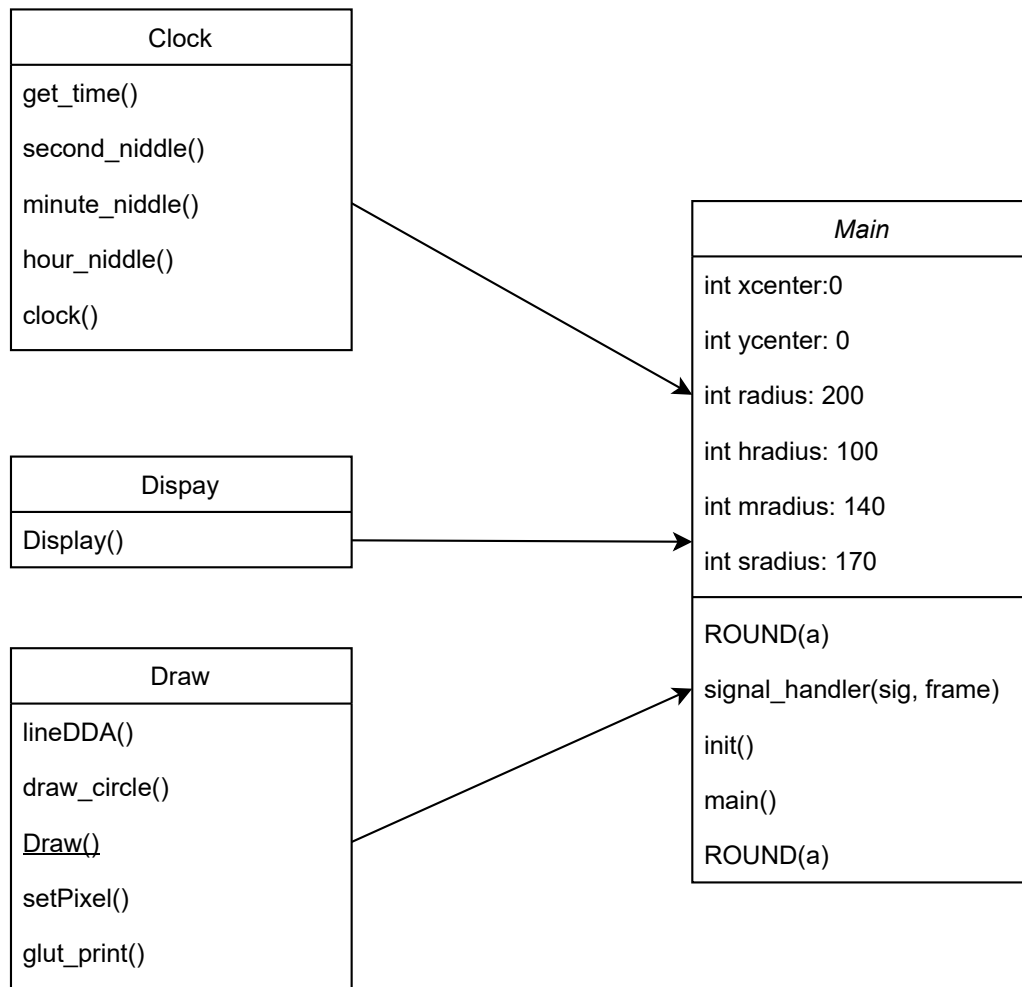 Clock
get_time()
second_niddle()
minute_niddle()
hour_niddle()
clock()
Dispay
Display()
Draw
lineDDA()
draw_circle()
Draw()
setPixel()
glut_print()
Main
int xcenter:0
int ycenter: 0
int radius: 200
int hradius: 100
int mradius: 140
int sradius: 170
ROUND(a)
signal_handler(sig, frame)
init()
main()
ROUND(a)